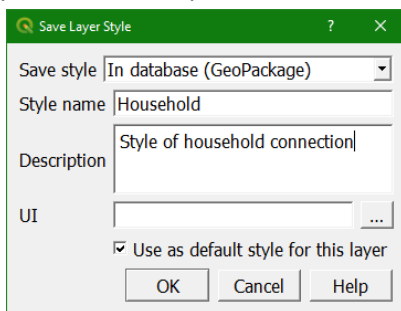 Save Layer Style ? ×
Save style In database (GeoPackage)
Style name Household
Description Style of household connection
UI ...
Use as default style for this layer
OK Cancel Help